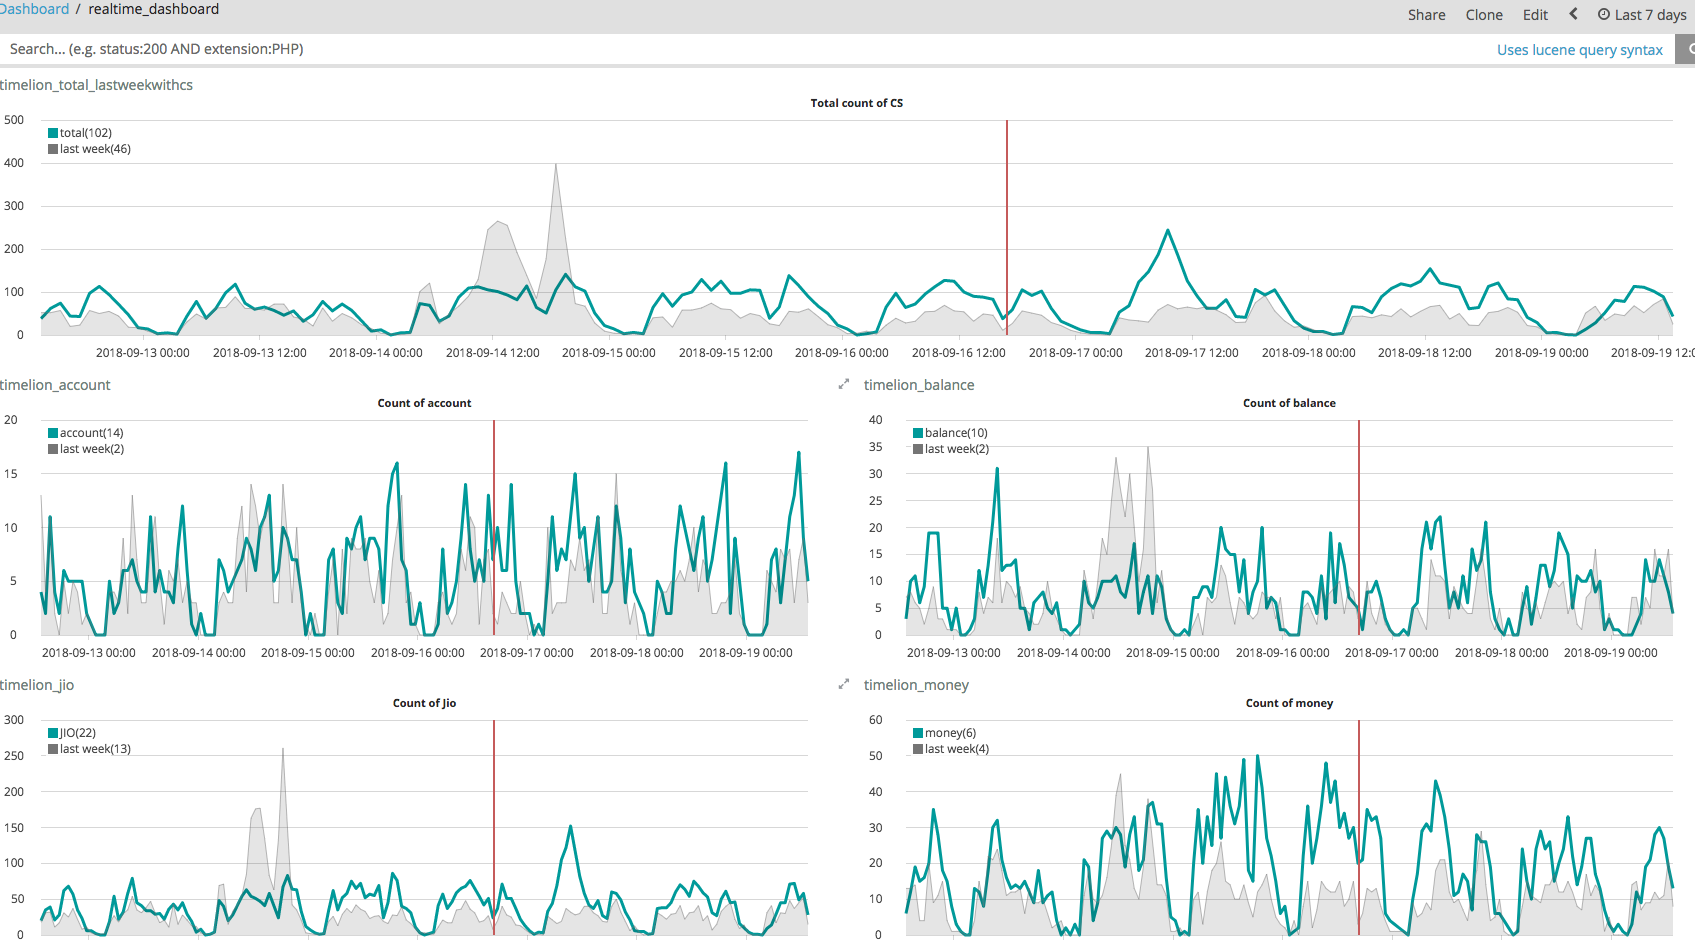 Dashboard / realtime_dashboard
Share Clone Edit Last 7 days
Search... (e.g. status:200 AND extension:PHP)
Uses lucene query syntax
timelion_total_lastweekwithcs
Total count of CS
total(102)
last week(46)
500
400
300
200
100
0
2018-09-13 00:00 2018-09-13 12:00 2018-09-14 00:00 2018-09-14 12:00 2018-09-15 00:00 2018-09-15 12:00 2018-09-16 00:00 2018-09-16 12:00 2018-09-17 00:00 2018-09-17 12:00 2018-09-18 00:00 2018-09-18 12:00 2018-09-19 00:00 2018-09-19 12:0
timelion_account
Count of account
account(14)
last week(2)
20
15
10
5
0
2018-09-13 00:00 2018-09-14 00:00 2018-09-15 00:00 2018-09-16 00:00 2018-09-17 00:00 2018-09-18 00:00 2018-09-19 00:00
timelion_balance
Count of balance
balance(10)
last week(2)
40
35
30
25
20
15
10
5
0
2018-09-13 00:00 2018-09-14 00:00 2018-09-15 00:00 2018-09-16 00:00 2018-09-17 00:00 2018-09-18 00:00 2018-09-19 00:00
timelion_jio
Count of Jio
JIO(22)
last week(13)
300
250
200
150
100
50
0
timelion_money
Count of money
money(6)
last week(4)
60
50
40
30
20
10
0